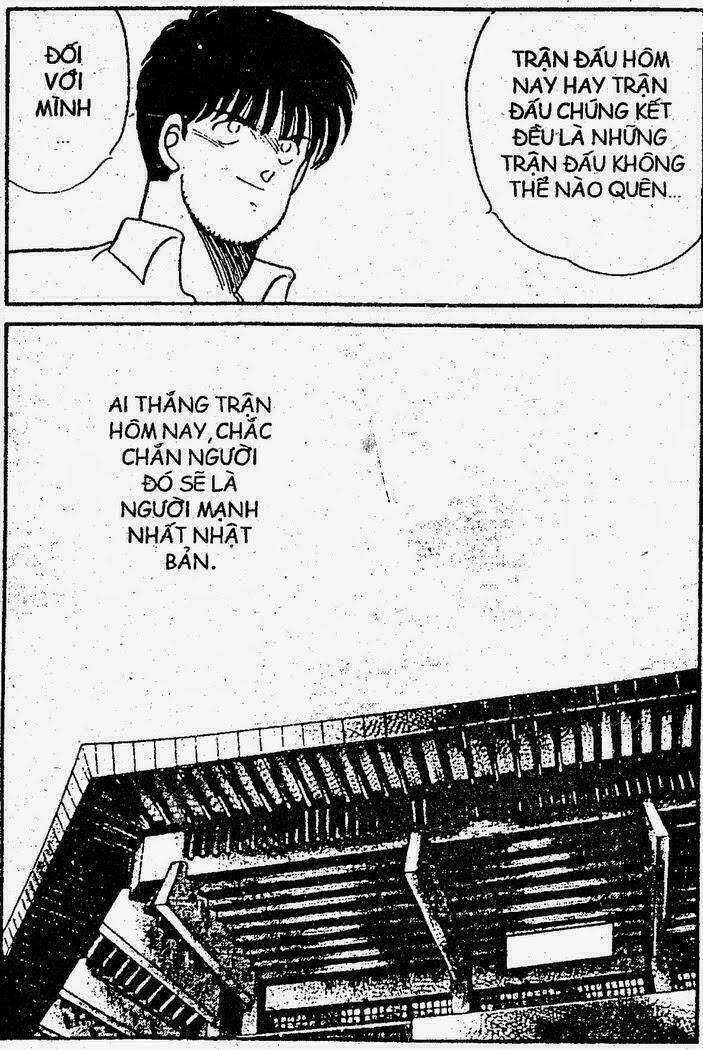 ĐỐI
VỚI
MÌNH
...
TRẬN ĐẤU HÔM
NAY HAY TRẬN
ĐẤU CHÚNG KẾT
ĐỀU LÀ NHỮNG
TRẬN ĐẤU KHÔNG
THỂ NÀO QUÊN...
AI THẮNG TRẬN
HÔM NAY, CHẮC
CHẮN NGƯỜI
ĐÓ SẼ LÀ
NGƯỜI MẠNH
NHẤT NHẬT
BẢN.